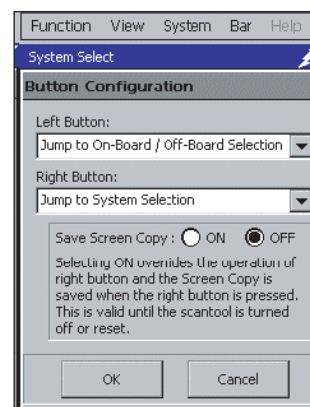 Function View System Bar Help
System Select
Button Configuration
Left Button:
Jump to On-Board / Off-Board Selection
Right Button:
Jump to System Selection
Save Screen Copy : ON OFF
Selecting ON overrides the operation of
right button and the Screen Copy is
saved when the right button is pressed.
This is valid until the scantool is turned
off or reset.
OK Cancel